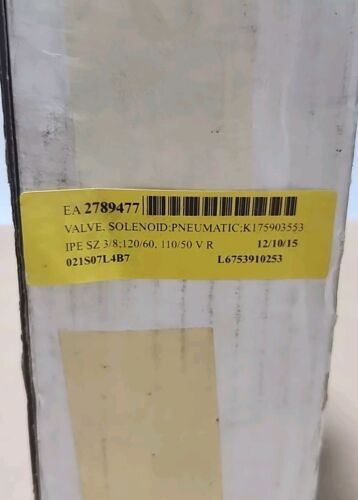 EA 2789477
VALVE. SOLENOID;PNEUMATIC;K175903553
IPE SZ 3/8;120/60, 110/50 V R 12/10/15
021S07L4B7 L6753910253